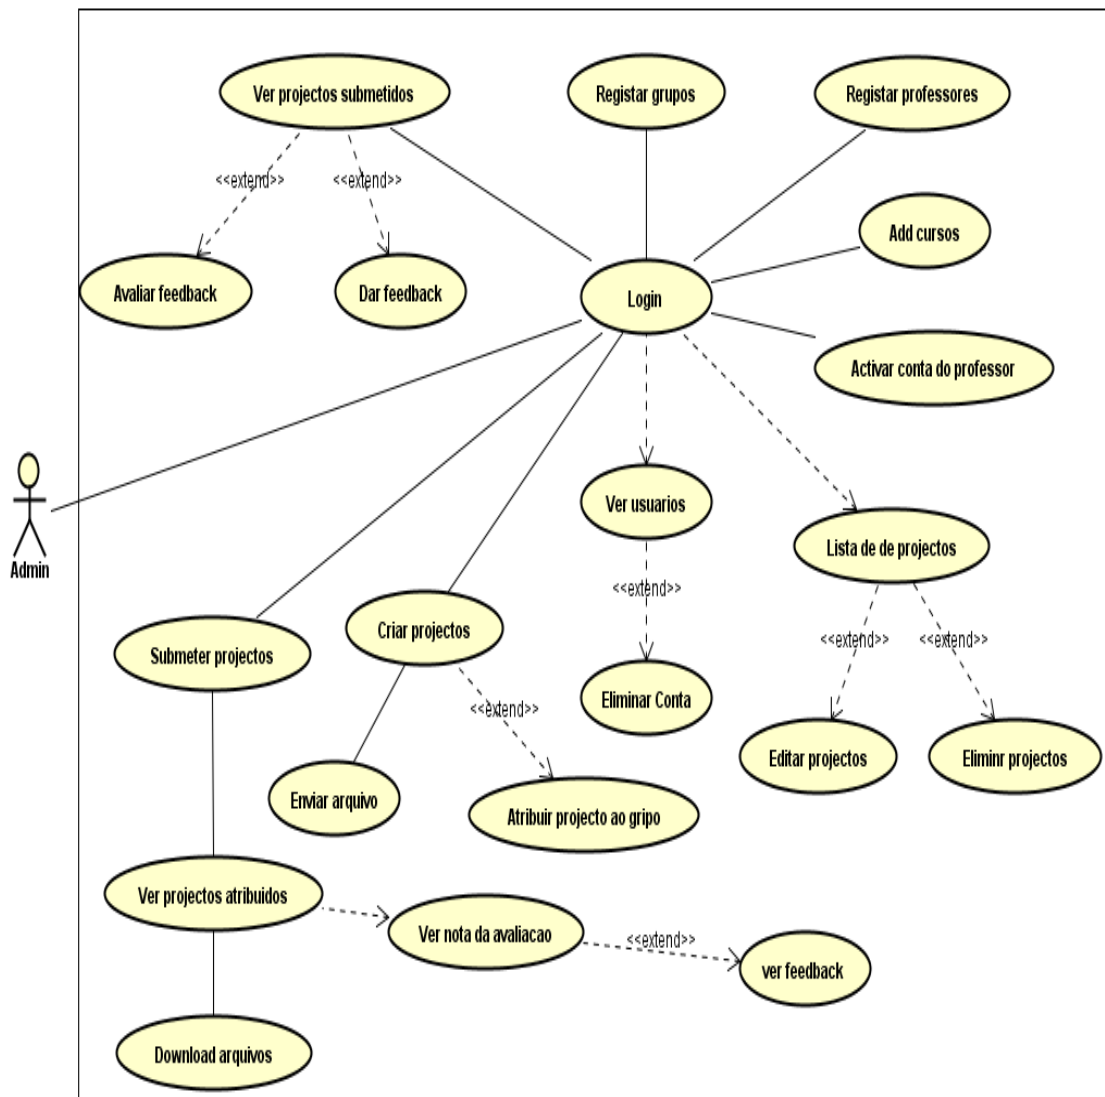 Ver projectos submetidos
Registar grupos
Registar professores
<<extend>>
<<extend>>
Add cursos
Avaliar feedback
Dar feedback
Login
Activar conta do professor
Admin
Ver usuarios
Lista de de projectos
<<extend>>
Submeter projectos
Criar projectos
<<extend>>
<<extend>>
Eliminar Conta
<<extend>>
Editar projectos
Eliminr projectos
Enviar arquivo
Atribuir projecto ao gripo
Ver projectos atribuidos
Ver nota da avaliacao
<<extend>>
ver feedback
Download arquivos